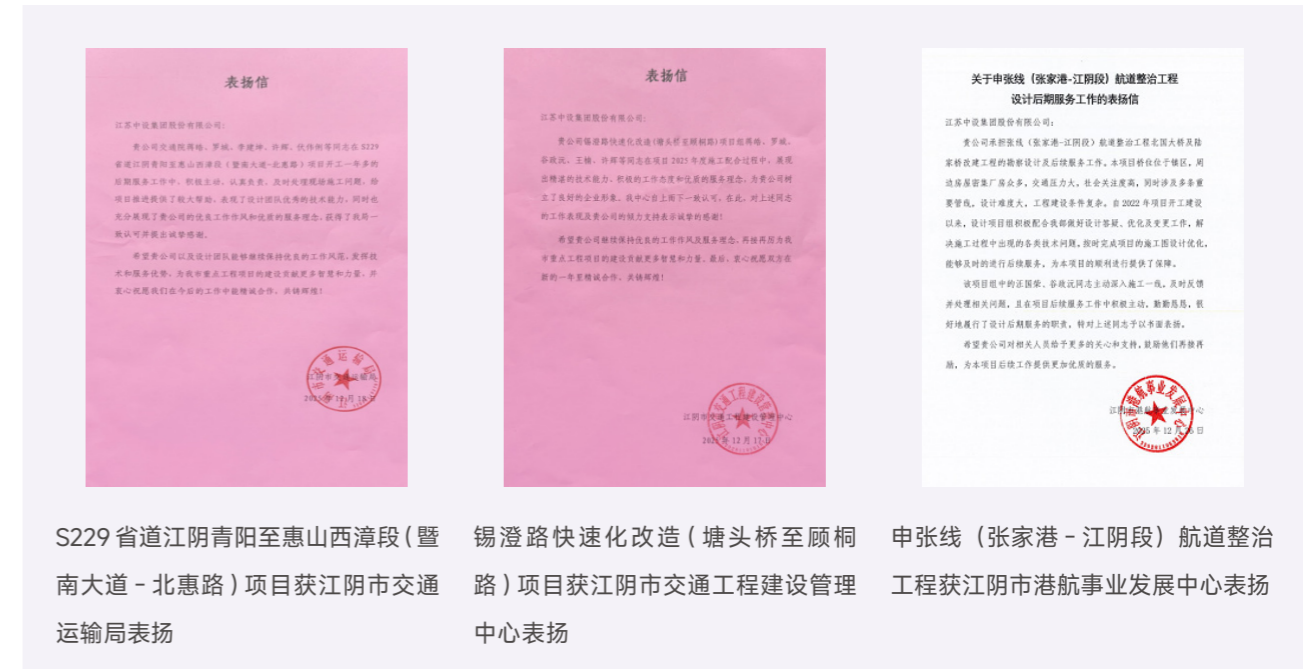 表扬信
江苏中设集团股份有限公司：
贵公司交通院蒋晞、罗斌、李建坤、许辉、伏伟俐等同志在 S229
省道江阴青阳至惠山西漳段（暨南大道-北惠路）项目开工一年多的
后期服务工作中，积极主动、认真负责，及时处理现场施工问题，给
项目推进提供了极大帮助，表现了设计团队优秀的技术能力，同时也
充分展现了贵公司的优良工作作风和优质的服务理念，获得了我局一
致认可并提出诚挚感谢。
希望贵公司以及设计团队能够继续保持优良的工作风范，发挥技
术和服务优势，为我市重点工程项目的建设贡献更多智慧和力量，并
衷心祝愿我们在今后的工作中能精诚合作，共铸辉煌！
江阴市交通运输局
表扬信
江苏中设集团股份有限公司：
贵公司锡澄路快速化改造(塘头桥至顾桐路)项目组蒋晞、罗斌、
谷政沅、王楠、许辉等同志在项目 2025 年度施工配合过程中，展现
出精湛的技术能力、积极的工作态度和优质的服务理念，为贵公司树
立了良好的企业形象，我中心自上而下一致认可。在此，对上述同志
的工作表现及贵公司的倾力支持表示诚挚的感谢！
希望贵公司继续保持优良的工作作风及服务理念，再接再厉为我
市重点工程项目的建设贡献更多智慧和力量。最后，衷心祝愿双方在
新的一年里精诚合作、共铸辉煌！
江阴市交通工程建设管理中心
2025 年 12 月 17 日
关于申张线（张家港-江阴段）航道整治工程
设计后期服务工作的表扬信
江苏中设集团股份有限公司：
贵公司承担张线（张家港-江阴段）航道整治工程北国大桥及陆
家桥改建工程的勘察设计及后续服务工作。本项目桥位位于镇区，周
边房屋密集厂房众多，交通压力大，社会关注度高，同时涉及多条重
要管线，设计难度大，工程建设条件复杂。自 2022 年项目开工建设
以来，设计项目组积极配合我部做好设计答疑、优化及变更工作，解
决施工过程中出现的各类技术问题，按时完成项目的施工图设计优化，
能够及时的进行后续服务，为本项目的顺利进行提供了保障。
该项目组中的汪国荣、谷政沅同志主动深入施工一线，及时反馈
并处理相关问题，且在项目后续服务工作中积极主动，勤勤恳恳，很
好地履行了设计后期服务的职责，特对上述同志予以书面表扬。
希望贵公司对相关人员给予更多的关心和支持，鼓励他们再接再
励，为本项目后续工作提供更加优质的服务。
江阴市港航事业发展中心
S229 省道江阴青阳至惠山西漳段（暨
南大道－北惠路）项目获江阴市交通
运输局表扬
锡澄路快速化改造（塘头桥至顾桐
路）项目获江阴市交通工程建设管理
中心表扬
申张线（张家港－江阴段）航道整治
工程获江阴市港航事业发展中心表扬